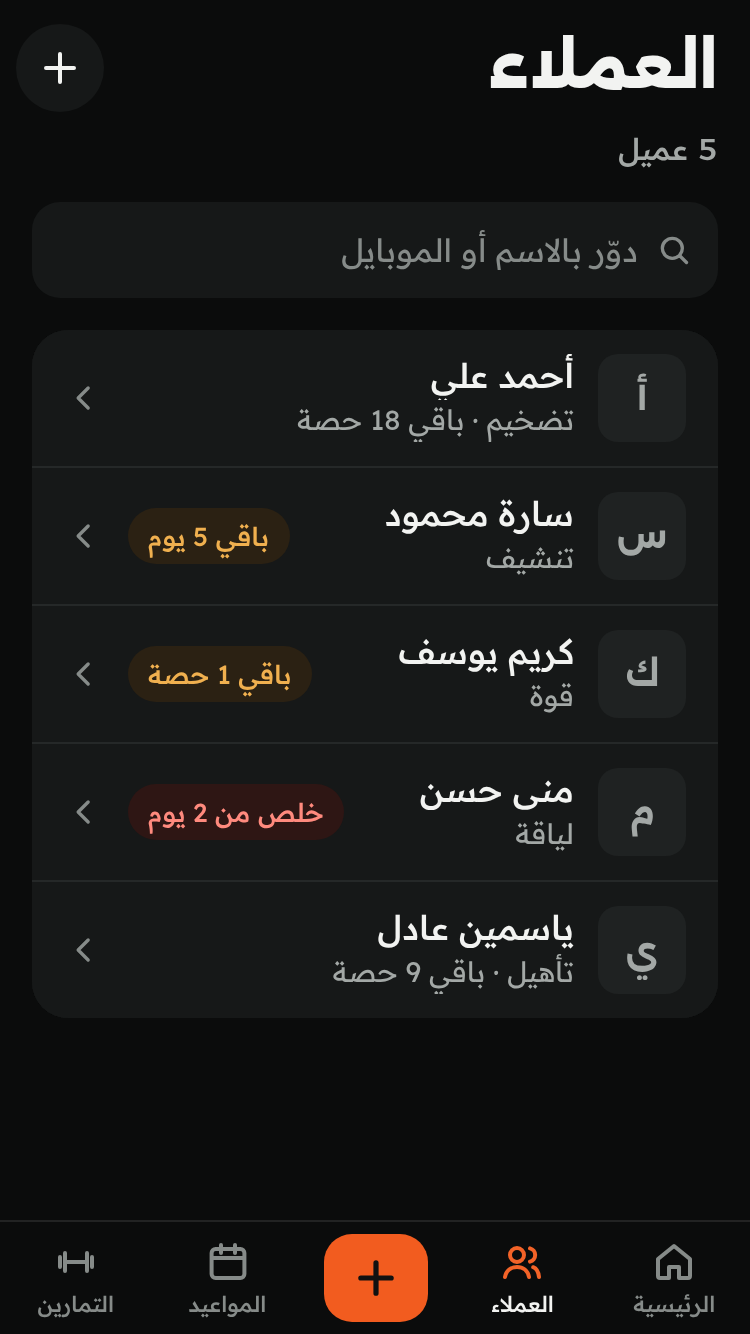 العملاء
5 عميل
دوّر بالاسم أو الموبايل
أ
أحمد علي
تضخيم · باقي 18 حصة
س
سارة محمود
تنشيف
باقي 5 يوم
ك
كريم يوسف
قوة
باقي 1 حصة
م
منى حسن
لياقة
خلص من 2 يوم
ي
ياسمين عادل
تأهيل · باقي 9 حصة
الرئيسية
العملاء
المواعيد
التمارين